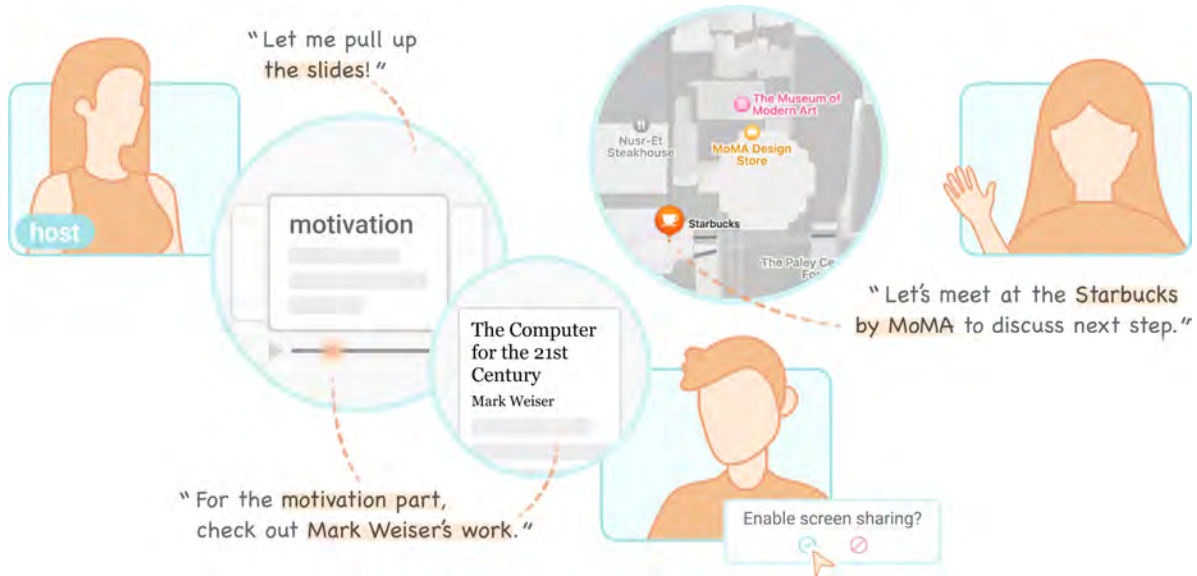 “Let me pull up
the slides!”
host
motivation
The Computer
for the 21st
Century
Mark Weiser
“For the motivation part,
check out Mark Weiser's work.”
The Museum of
Modern Art
Nusr-Et
Steakhouse
MoMA Design
Store
Starbucks
The Paley Ce
For
“Let's meet at the Starbucks
by MoMA to discuss next step.”
Enable screen sharing?